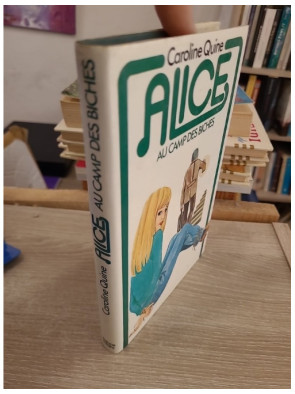 Caroline Quine
ALICE
AU CAMP DES BICHES
Caroline Quine ALICE AU CAMP DES BICHES